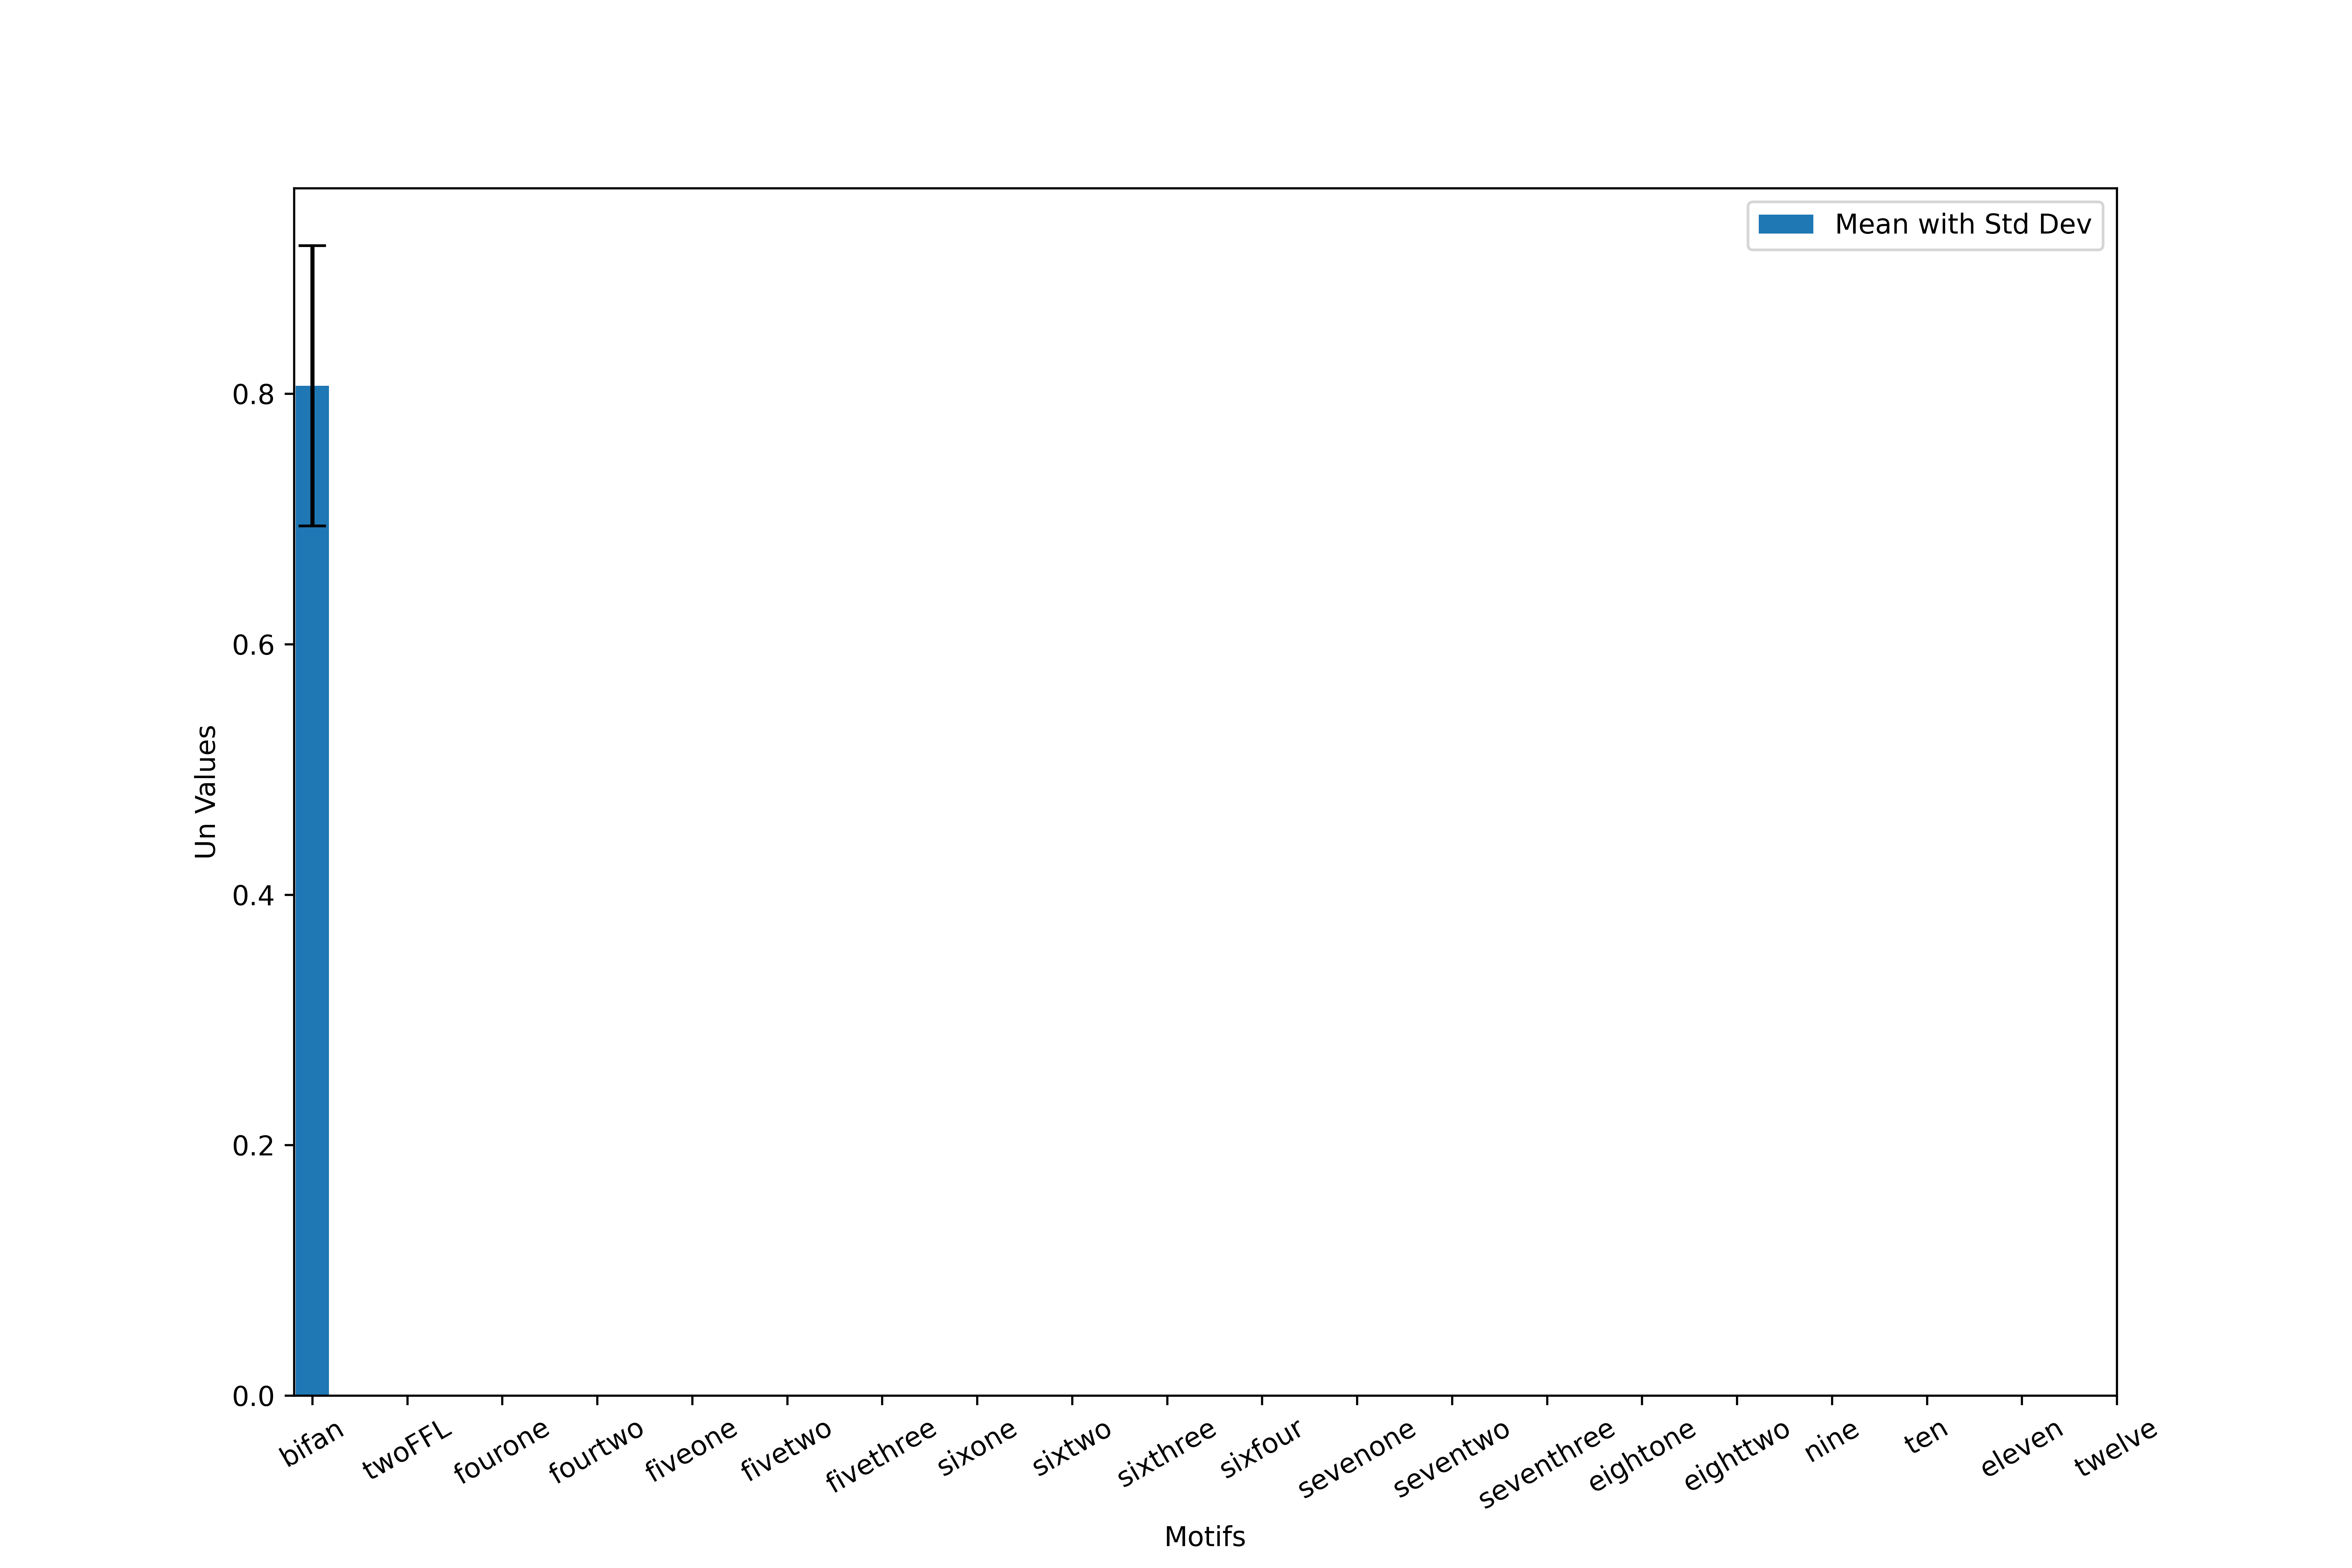 Mean with Std Dev
0.8
0.6
0.4
0.2
0.0
Un Values
bifan
twoFFL
fourone
fourtwo
fiveone
fivetwo
fivethree
sixone
sixtwo
sixthree
sixfour
sevenone
seventwo
seventhree
eightone
eighttwo
nine
ten
eleven
twelve
Motifs